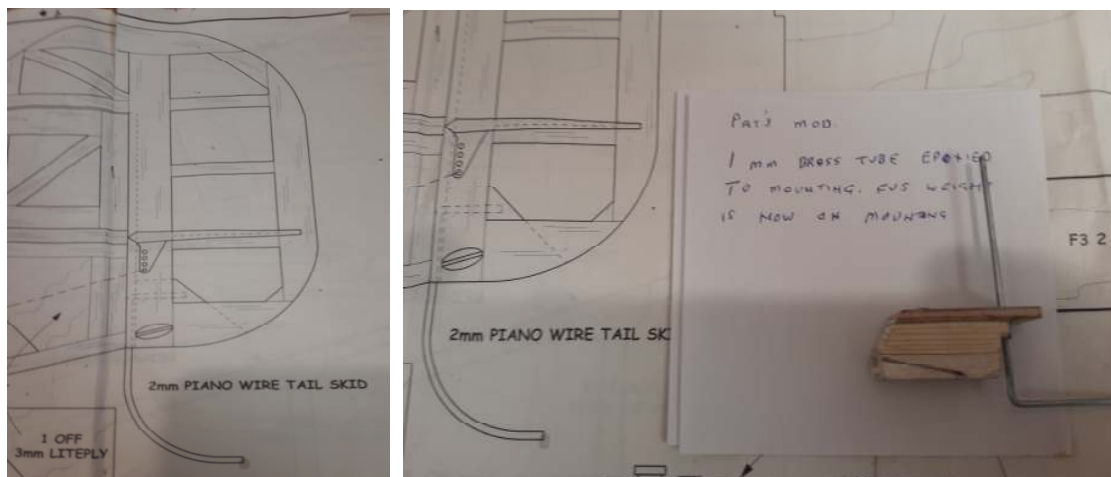 2mm PIANO WIRE TAIL SKID
1 OFF
3mm LITEPLY
2mm PIANO WIRE TAIL SK
PAT'S MOD.
1 MM BRASS TUBE EPOXIED
TO MOUNTING. FUS WEIGHT
IS NOW ON MOUNTING
F3 2